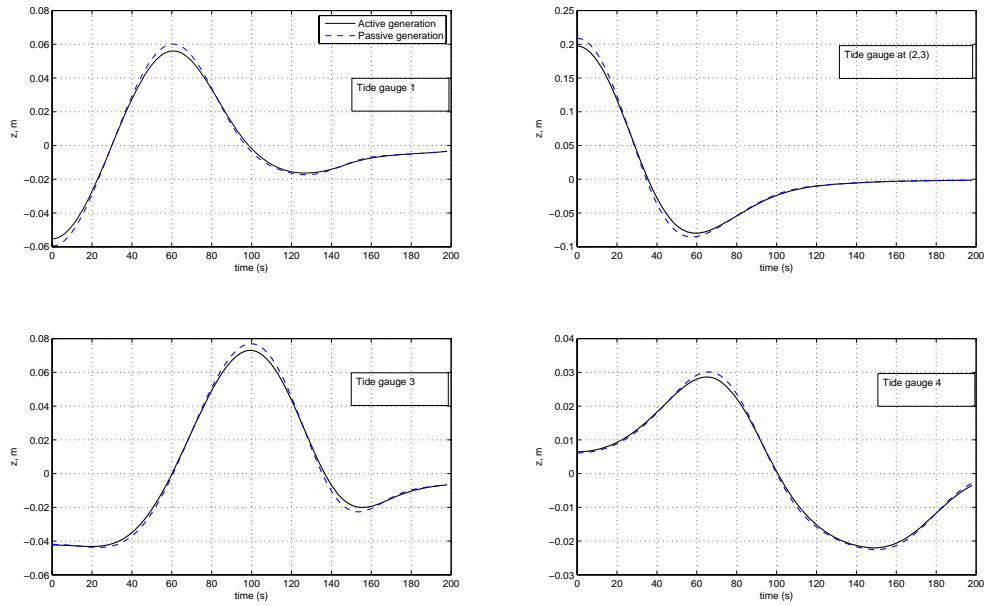 Active generation
Passive generation
Tide gauge 1
z, m
0.08
0.06
0.04
0.02
0
−0.02
−0.04
−0.06
0 20 40 60 80 100 120 140 160 180 200
time (s)
Tide gauge at (2,3)
z, m
0.25
0.2
0.15
0.1
0.05
0
−0.05
−0.1
0 20 40 60 80 100 120 140 160 180 200
time (s)
Tide gauge 3
z, m
0.08
0.06
0.04
0.02
0
−0.02
−0.04
−0.06
0 20 40 60 80 100 120 140 160 180 200
time (s)
Tide gauge 4
z, m
0.04
0.03
0.02
0.01
0
−0.01
−0.02
−0.03
0 20 40 60 80 100 120 140 160 180 200
time (s)